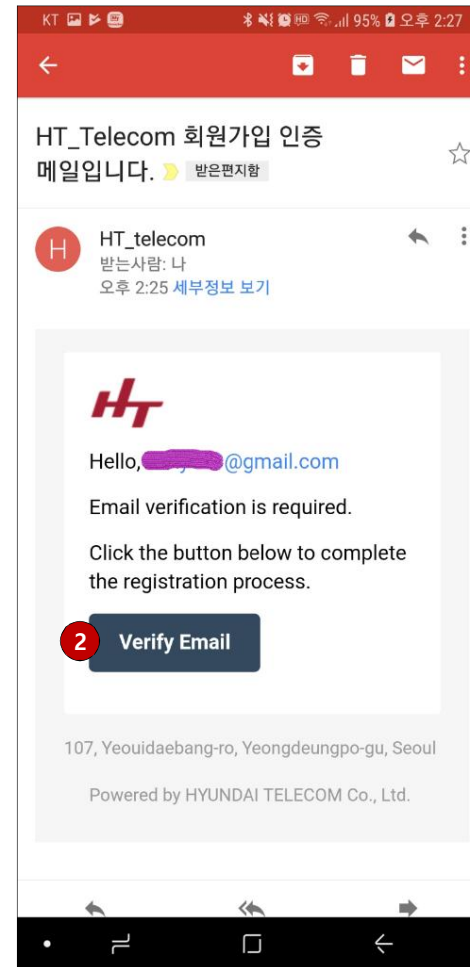 KT 95% 오후 2:27
HT_Telecom 회원가입 인증
메일입니다. 받은편지함
H HT_telecom
받는사람: 나
오후 2:25 세부정보 보기
HT
Hello, @gmail.com
Email verification is required.
Click the button below to complete
the registration process.
2 Verify Email
107, Yeouidaebang-ro, Yeongdeungpo-gu, Seoul
Powered by HYUNDAI TELECOM Co., Ltd.